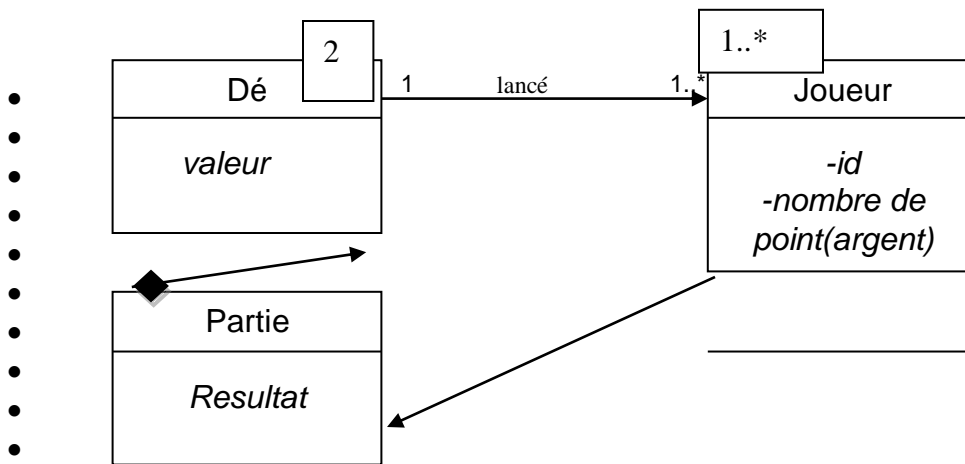 2
1..*
Dé
1
lancé
1..*
Joueur
valeur
-id
-nombre de
point(argent)
Partie
Resultat